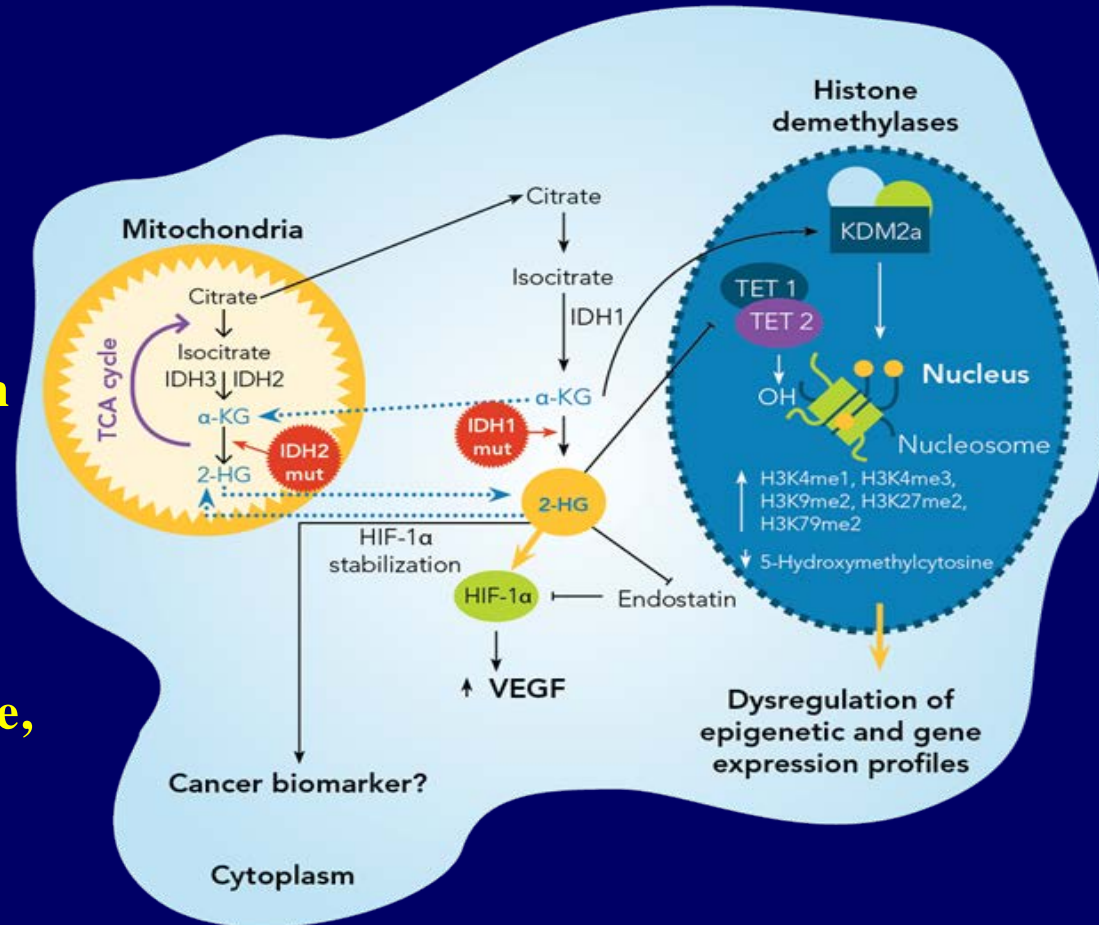 Histone
demethylases
KDM2a
TET 1
TET 2
OH
Nucleus
Nucleosome
H3K4me1, H3K4me3,
H3K9me2, H3K27me2,
H3K79me2
5-Hydroxymethylcytosine
Dysregulation of
epigenetic and gene
expression profiles
Mitochondria
Citrate
Isocitrate
IDH3 IDH2
α-KG
2-HG
TCA cycle
IDH2
mut
Citrate
Isocitrate
IDH1
α-KG
IDH1
mut
2-HG
HIF-1α
stabilization
HIF-1α
Endostatin
VEGF
Cancer biomarker?
Cytoplasm
e,